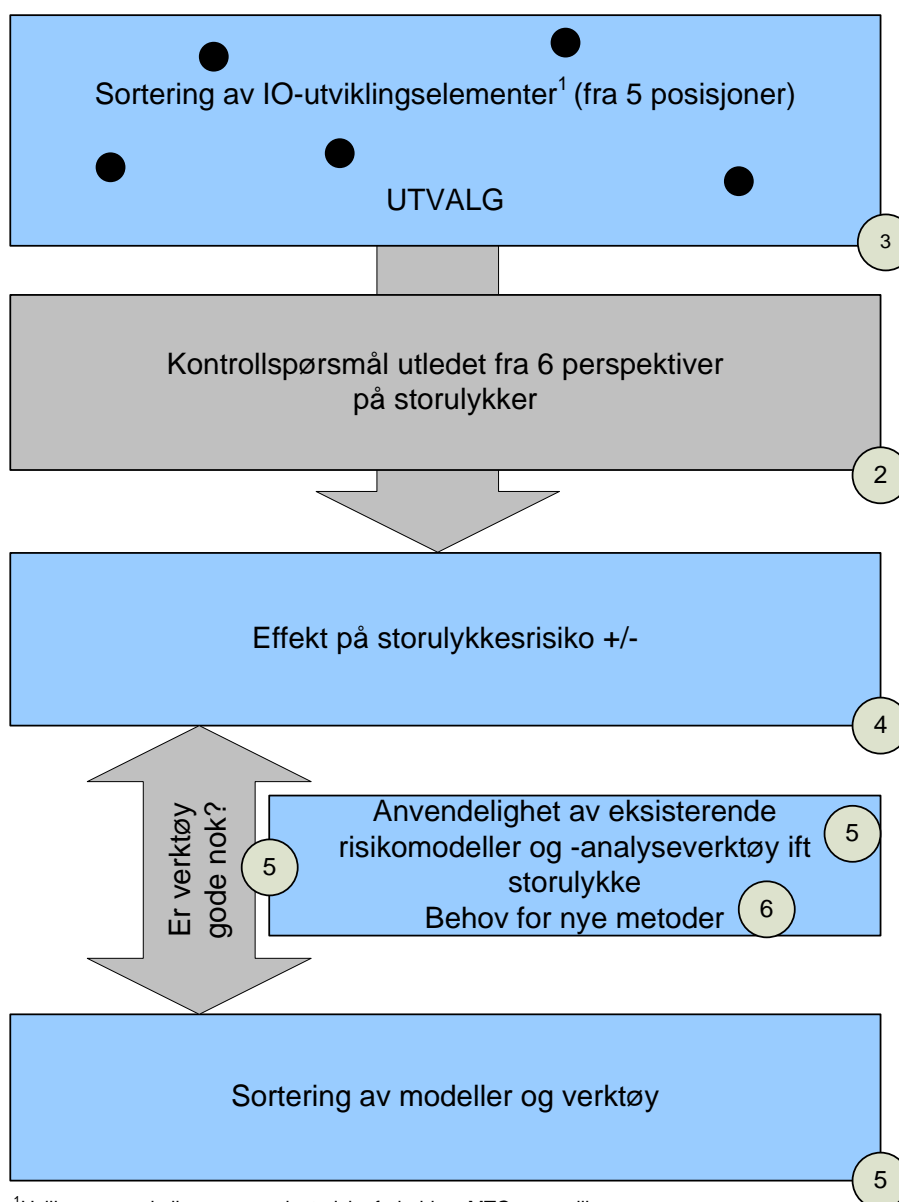 Sortering av IO-utviklingselementer¹ (fra 5 posisjoner)
UTVALG
3
Kontrollspørsmål utledet fra 6 perspektiver
på storulykker
2
Effekt på storulykkesrisiko +/-
4
Er verktøy
gode nok?
5
Anvendelighet av eksisterende
risikomodeller og -analyseverktøy ift
storulykke
Behov for nye metoder
5
6
Sortering av modeller og verktøy
5